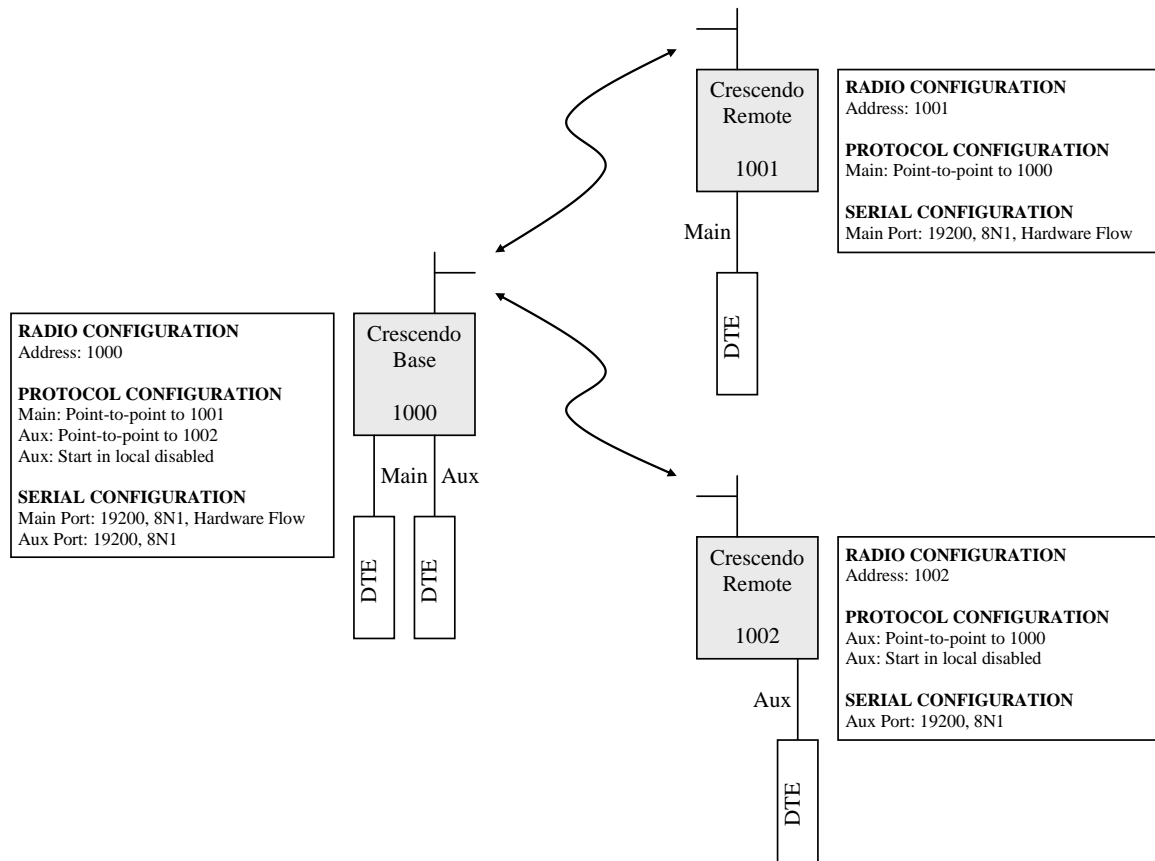 Crescendo
Remote
1001
Main
DTE
RADIO CONFIGURATION
Address: 1001
PROTOCOL CONFIGURATION
Main: Point-to-point to 1000
SERIAL CONFIGURATION
Main Port: 19200, 8N1, Hardware Flow
RADIO CONFIGURATION
Address: 1000
PROTOCOL CONFIGURATION
Main: Point-to-point to 1001
Aux: Point-to-point to 1002
Aux: Start in local disabled
SERIAL CONFIGURATION
Main Port: 19200, 8N1, Hardware Flow
Aux Port: 19200, 8N1
Crescendo
Base
1000
Main
Aux
DTE
DTE
Crescendo
Remote
1002
Aux
DTE
RADIO CONFIGURATION
Address: 1002
PROTOCOL CONFIGURATION
Aux: Point-to-point to 1000
Aux: Start in local disabled
SERIAL CONFIGURATION
Aux Port: 19200, 8N1